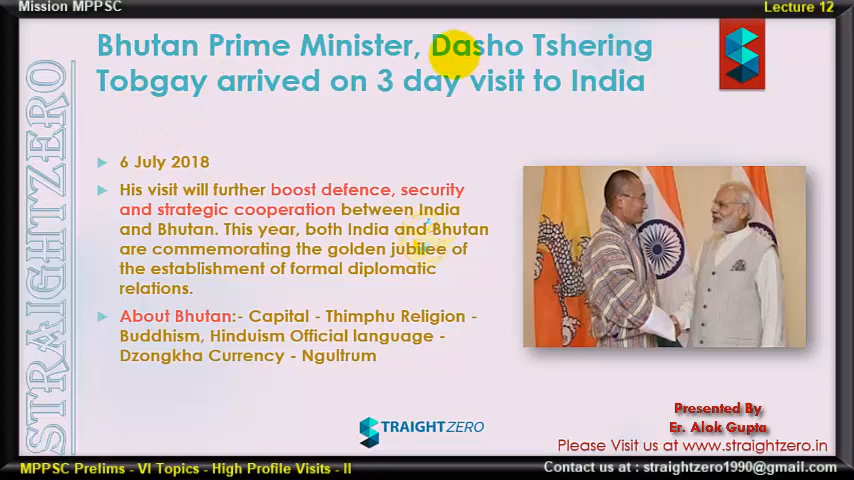 Mission MPPSC
Lecture 12
Bhutan Prime Minister, Dasho Tshering
Tobgay arrived on 3 day visit to India
STRAIGHTZERO
6 July 2018
His visit will further boost defence, security
and strategic cooperation between India
and Bhutan. This year, both India and Bhutan
are commemorating the golden jubilee of
the establishment of formal diplomatic
relations.
About Bhutan:- Capital - Thimphu Religion -
Buddhism, Hinduism Official language -
Dzongkha Currency - Ngultrum
STRAIGHTZERO
Presented By
Er. Alok Gupta
Please Visit us at www.straightzero.in
MPPSC Prelims - VI Topics - High Profile Visits - II
Contact us at : straightzero1990@gmail.com